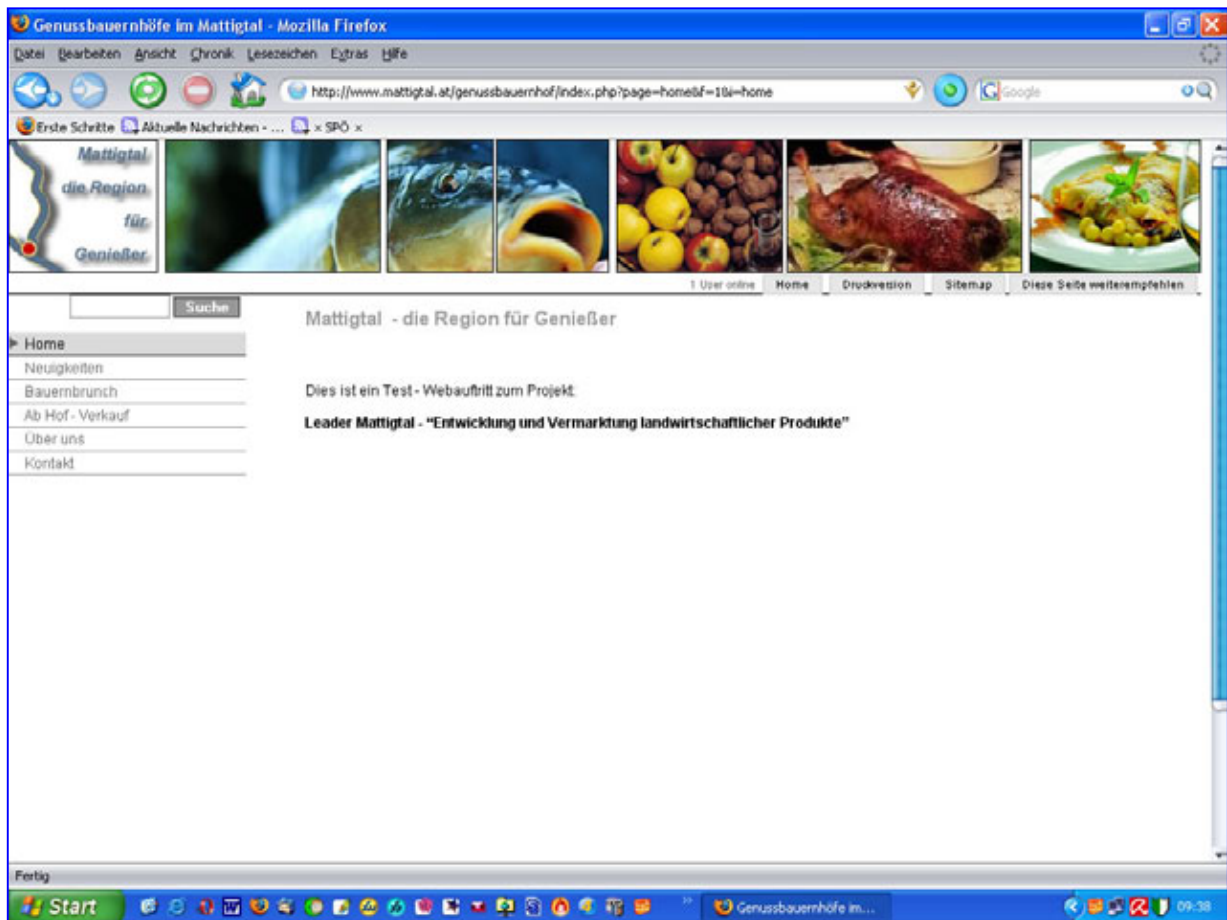 Genussbauernhöfe im Mattigtal - Mozilla Firefox
Datei Bearbeiten Ansicht Chronik Lesezeichen Extras Hilfe
http://www.mattigtal.at/genussbauernhof/index.php?page=home&f=1&i=home
Google
Erste Schritte Aktuelle Nachrichten - ... × SPÖ ×
Mattigtal
die Region
für
Genießer
1 User online Home Druckversion Sitemap Diese Seite weiterempfehlen
Suche
Mattigtal - die Region für Genießer
Home
Neuigkeiten
Bauernbrunch
Ab Hof - Verkauf
Über uns
Kontakt
Dies ist ein Test - Webauftritt zum Projekt:
Leader Mattigtal - “Entwicklung und Vermarktung landwirtschaftlicher Produkte”
Fertig
Start
Genussbauernhöfe im...
09:38